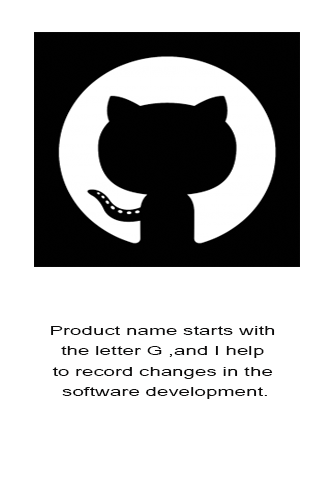 Product name starts with
the letter G ,and I help
to record changes in the
software development.